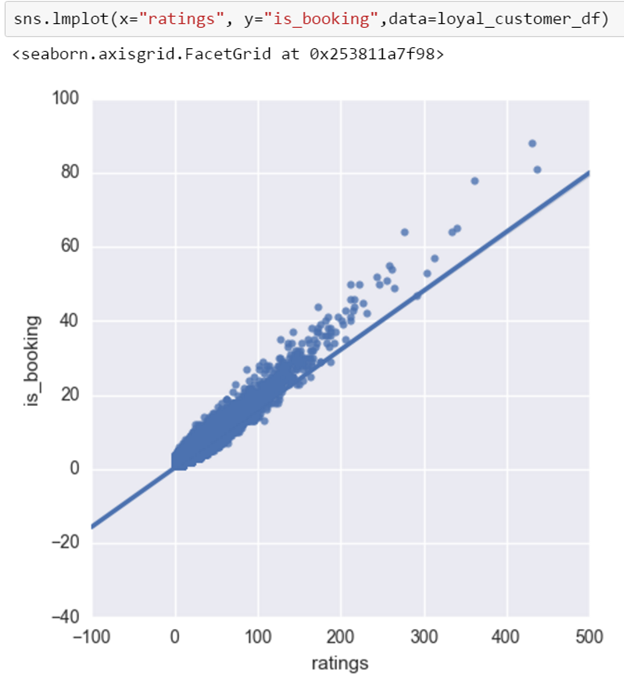 sns.lmplot(x="ratings", y="is_booking",data=loyal_customer_df)
<seaborn.axisgrid.FacetGrid at 0x253811a7f98>
100
80
60
40
20
0
−20
−40
is_booking
−100 0 100 200 300 400 500
ratings